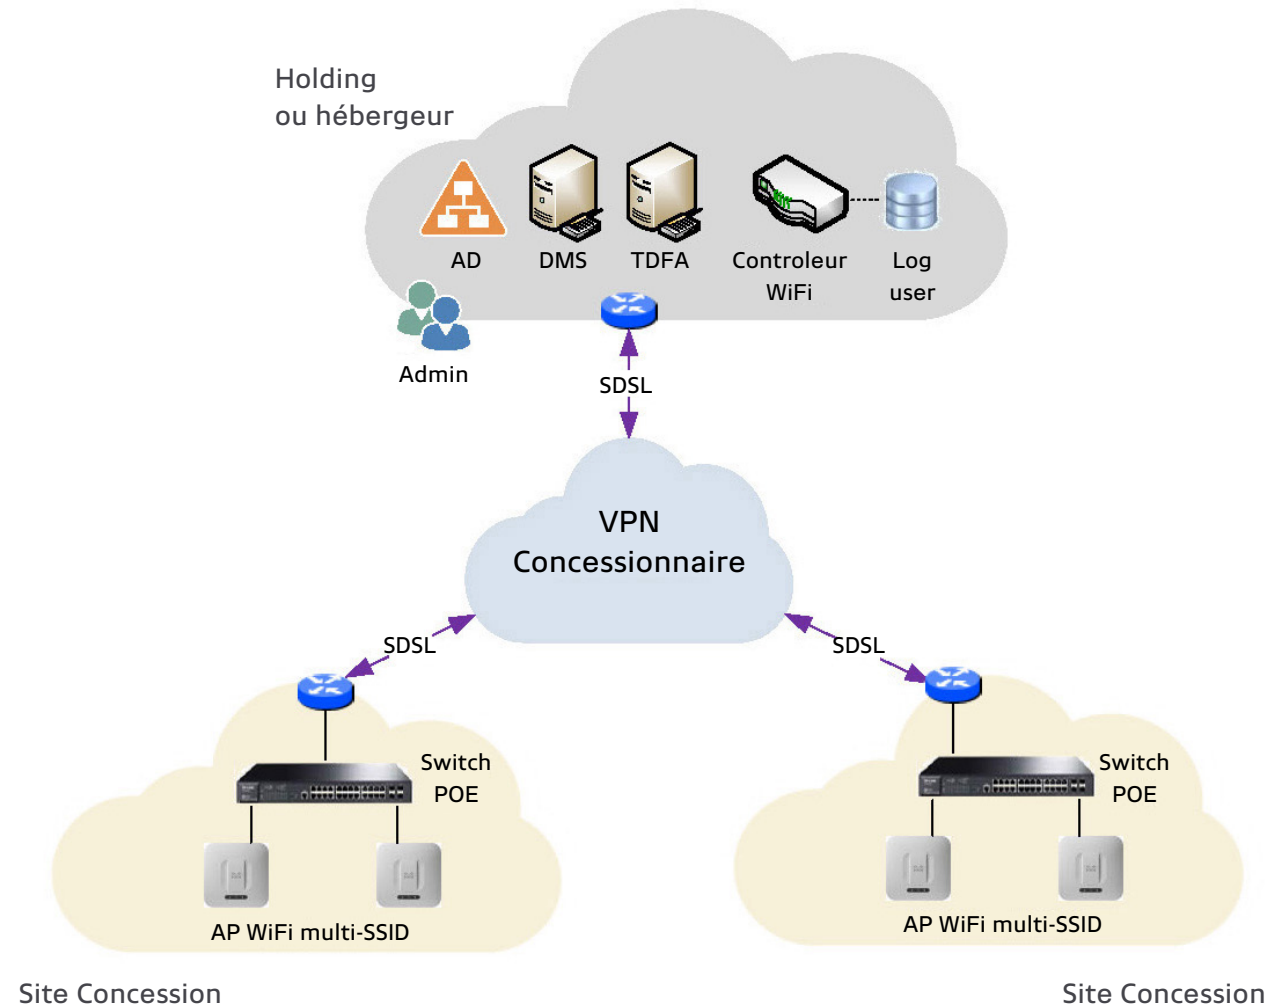 Holding
ou hébergeur
AD
DMS
TDFA
Controleur
WiFi
Log
user
Admin
SDSL
VPN
Concessionnaire
SDSL
SDSL
Switch
POE
Switch
POE
AP WiFi multi-SSID
AP WiFi multi-SSID
Site Concession
Site Concession